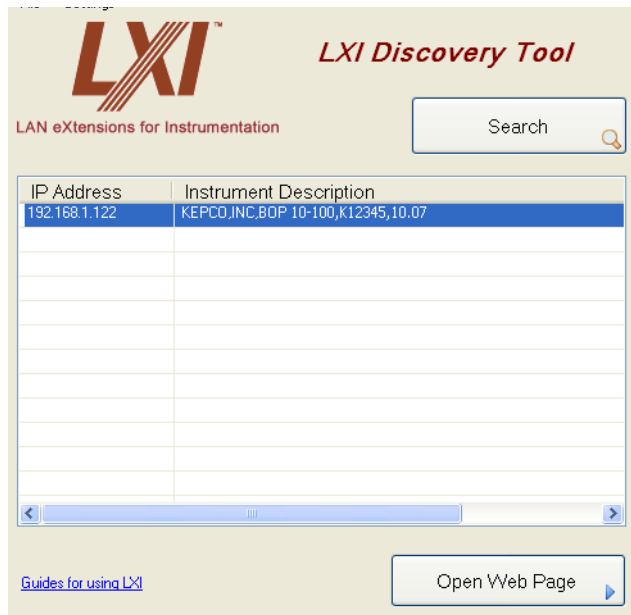 LXI™
LXI Discovery Tool
LAN eXtensions for Instrumentation
Search
IP Address Instrument Description
192.168.1.122 KEPCO,INC,BOP 10-100,K12345,10.07
Guides for using LXI
Open Web Page